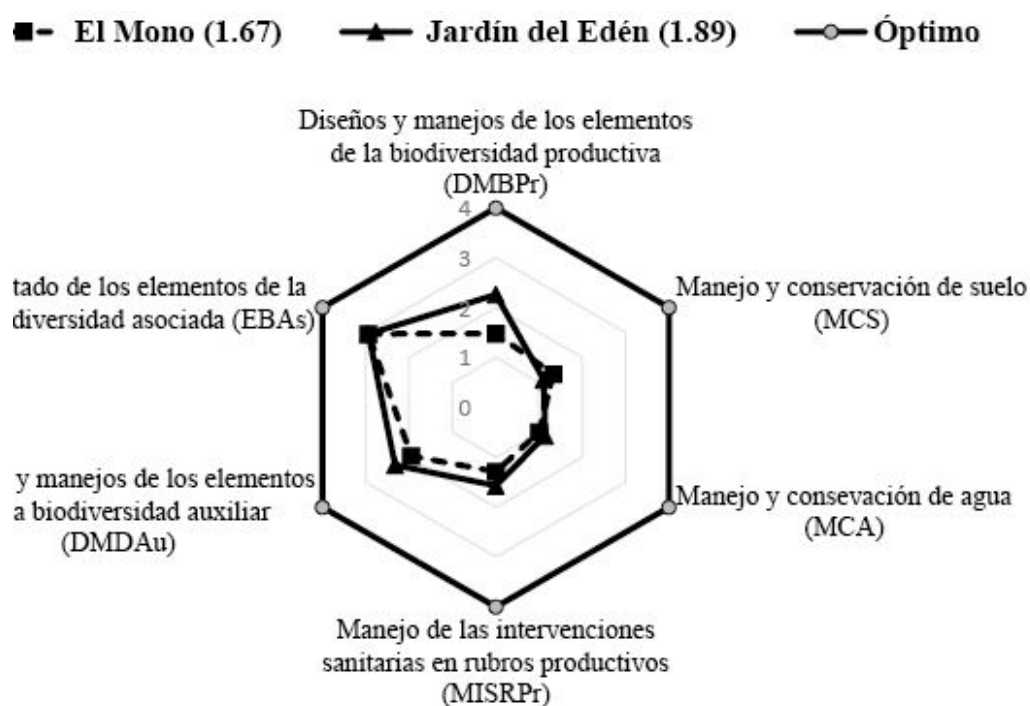 El Mono (1.67) Jardín del Edén (1.89) Óptimo
Diseños y manejos de los elementos
de la biodiversidad productiva
(DMBPr)
4
3
2
1
0
Manejo y conservación de suelo
(MCS)
Manejo y consevación de agua
(MCA)
Manejo de las intervenciones
sanitarias en rubros productivos
(MISRPr)
y manejos de los elementos
a biodiversidad auxiliar
(DMDAu)
tado de los elementos de la
diversidad asociada (EBAs)